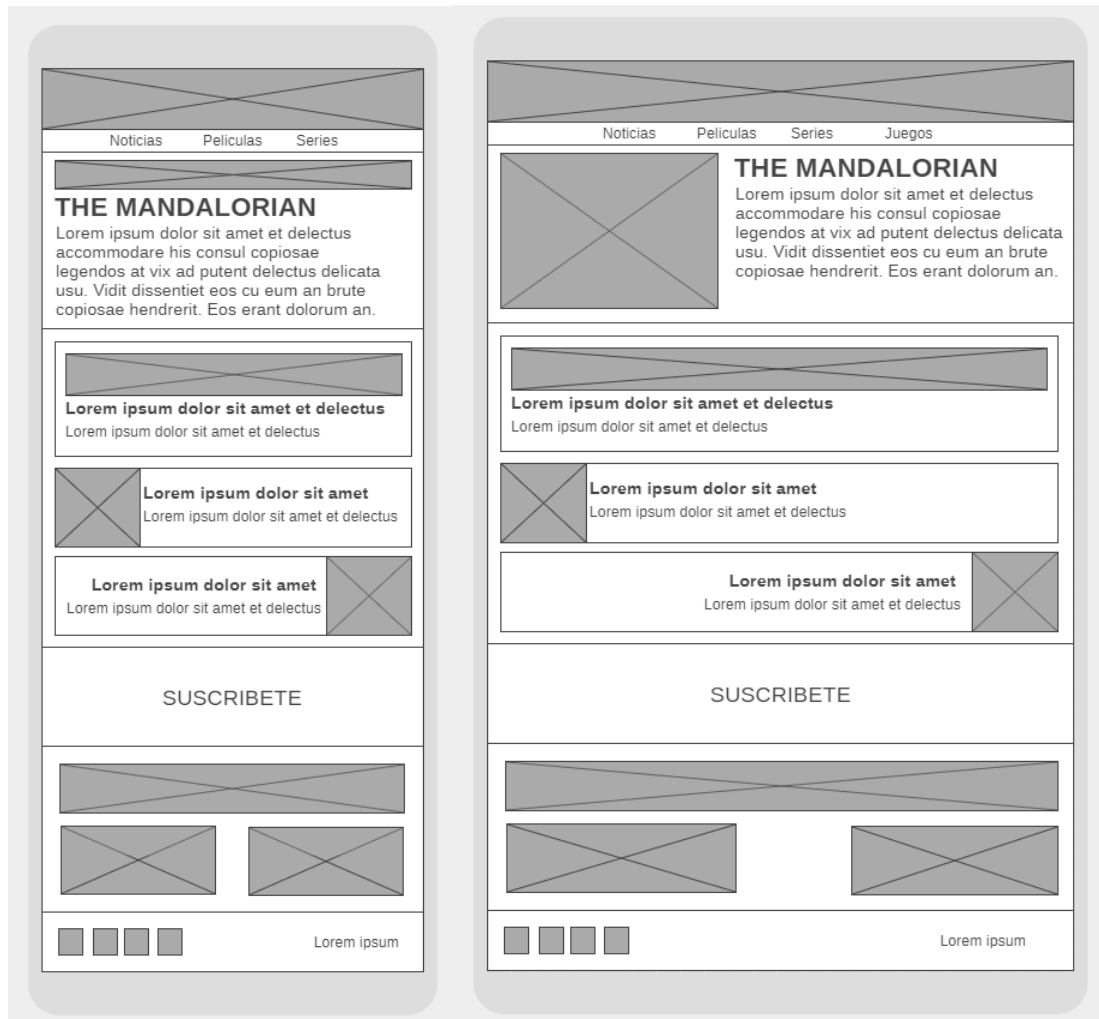 Noticias Peliculas Series
THE MANDALORIAN
Lorem ipsum dolor sit amet et delectus
accommodare his consul copiosae
legendos at vix ad putent delectus delicata
usu. Vidit dissentiet eos cu eum an brute
copiosae hendrerit. Eos erant dolorum an.
Lorem ipsum dolor sit amet et delectus
Lorem ipsum dolor sit amet et delectus
Lorem ipsum dolor sit amet
Lorem ipsum dolor sit amet et delectus
Lorem ipsum dolor sit amet
Lorem ipsum dolor sit amet et delectus
SUSCRIBETE
Lorem ipsum
Noticias Peliculas Series Juegos
THE MANDALORIAN
Lorem ipsum dolor sit amet et delectus
accommodare his consul copiosae
legendos at vix ad putent delectus delicata
usu. Vidit dissentiet eos cu eum an brute
copiosae hendrerit. Eos erant dolorum an.
Lorem ipsum dolor sit amet et delectus
Lorem ipsum dolor sit amet et delectus
Lorem ipsum dolor sit amet
Lorem ipsum dolor sit amet et delectus
Lorem ipsum dolor sit amet
Lorem ipsum dolor sit amet et delectus
SUSCRIBETE
Lorem ipsum